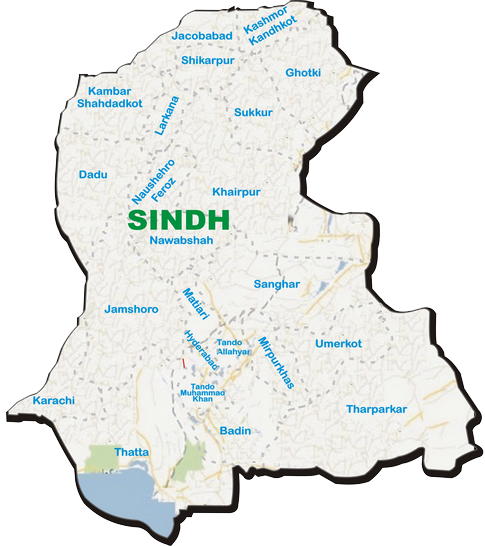 Kashmor
Kandhkot
Jacobabad
Shikarpur
Ghotki
Kambar
Shahdadkot
Larkana
Sukkur
Dadu
Naushehro
Feroz
Khairpur
SINDH
Nawabshah
Sanghar
Matiari
Jamshoro
Hyderabad
Tando
Allahyar
Mirpurkhas
Umerkot
Tando
Muhammad
Khan
Karachi
Tharparkar
Badin
Thatta